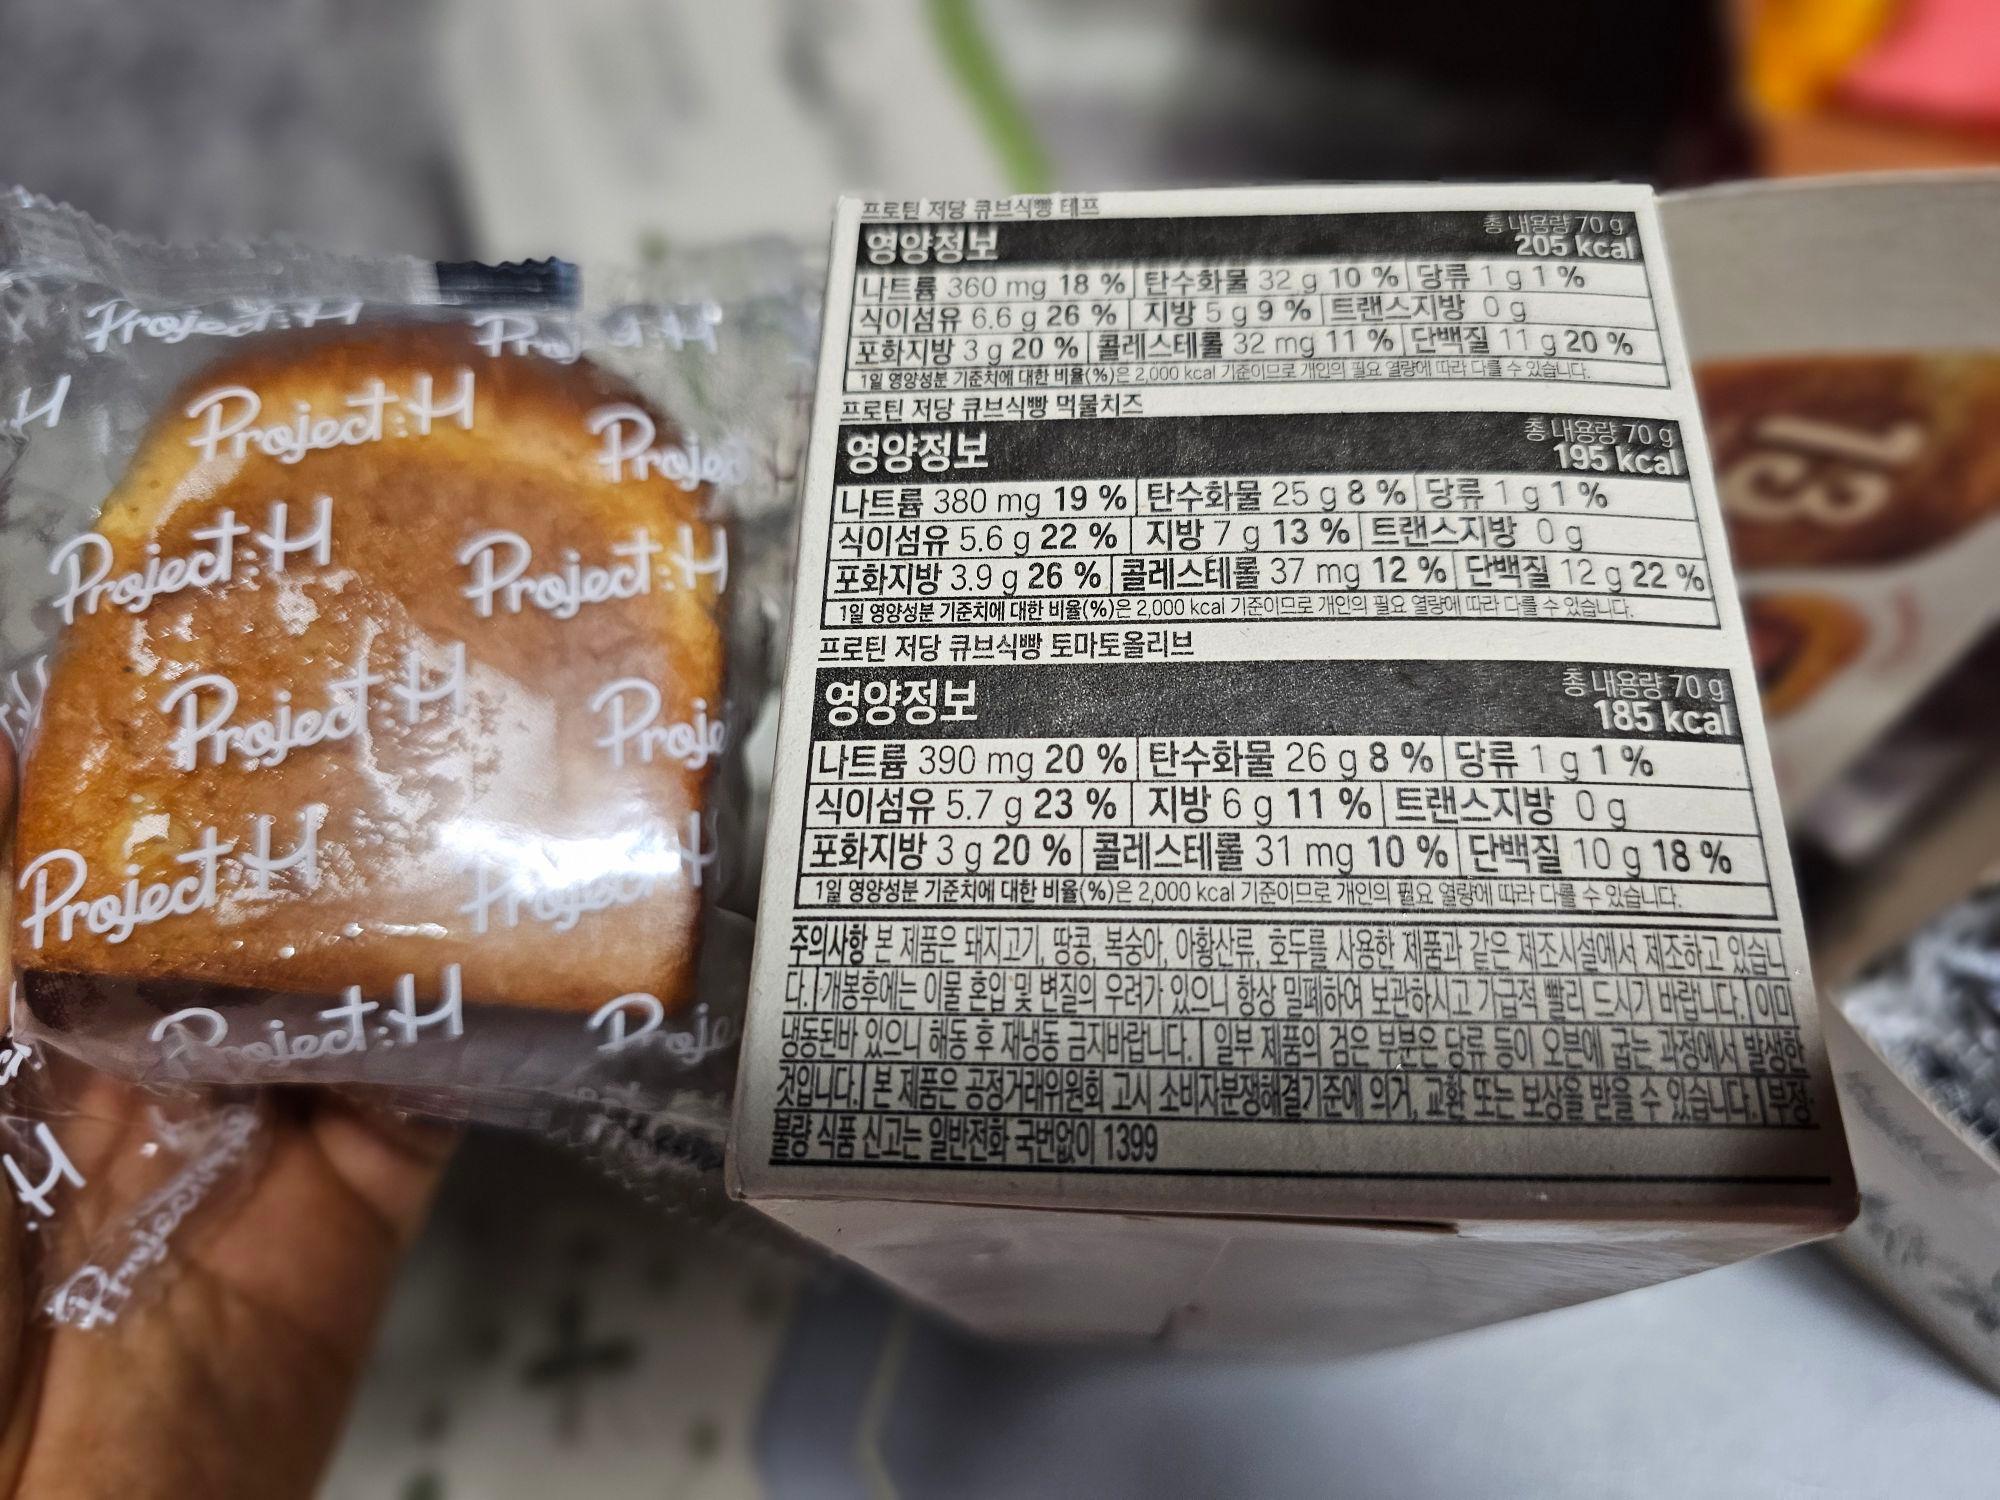 Project:H
Project:H
Project:H
Project:H
Project:H
Project:H
Project:H
Project:H
프로틴 저당 큐브식빵 테프
영양정보
총 내용량 70 g
205 kcal
나트륨 360 mg 18 % 탄수화물 32 g 10 % 당류 1 g 1 %
식이섬유 6.6 g 26 % 지방 5 g 9 % 트랜스지방 0 g
포화지방 3 g 20 % 콜레스테롤 32 mg 11 % 단백질 11 g 20 %
1일 영양성분 기준치에 대한 비율(%)은 2,000 kcal 기준이므로 개인의 필요 열량에 따라 다를 수 있습니다.
프로틴 저당 큐브식빵 먹물치즈
영양정보
총 내용량 70 g
195 kcal
나트륨 380 mg 19 % 탄수화물 25 g 8 % 당류 1 g 1 %
식이섬유 5.6 g 22 % 지방 7 g 13 % 트랜스지방 0 g
포화지방 3.9 g 26 % 콜레스테롤 37 mg 12 % 단백질 12 g 22 %
1일 영양성분 기준치에 대한 비율(%)은 2,000 kcal 기준이므로 개인의 필요 열량에 따라 다를 수 있습니다.
프로틴 저당 큐브식빵 토마토올리브
영양정보
총 내용량 70 g
185 kcal
나트륨 390 mg 20 % 탄수화물 26 g 8 % 당류 1 g 1 %
식이섬유 5.7 g 23 % 지방 6 g 11 % 트랜스지방 0 g
포화지방 3 g 20 % 콜레스테롤 31 mg 10 % 단백질 10 g 18 %
1일 영양성분 기준치에 대한 비율(%)은 2,000 kcal 기준이므로 개인의 필요 열량에 따라 다를 수 있습니다.
주의사항 본 제품은 돼지고기, 땅콩, 복숭아, 아황산류, 호두를 사용한 제품과 같은 제조시설에서 제조하고 있습니
다. | 개봉후에는 이물 혼입 및 변질의 우려가 있으니 항상 밀폐하여 보관하시고 가급적 빨리 드시기 바랍니다. | 이미
냉동된바 있으니 해동 후 재냉동 금지바랍니다. | 일부 제품의 검은 부분은 당류 등이 오븐에 굽는 과정에서 발생한
것입니다. | 본 제품은 공정거래위원회 고시 소비자분쟁해결기준에 의거, 교환 또는 보상을 받을 수 있습니다. | 부정·
불량 식품 신고는 일반전화 국번없이 1399
13